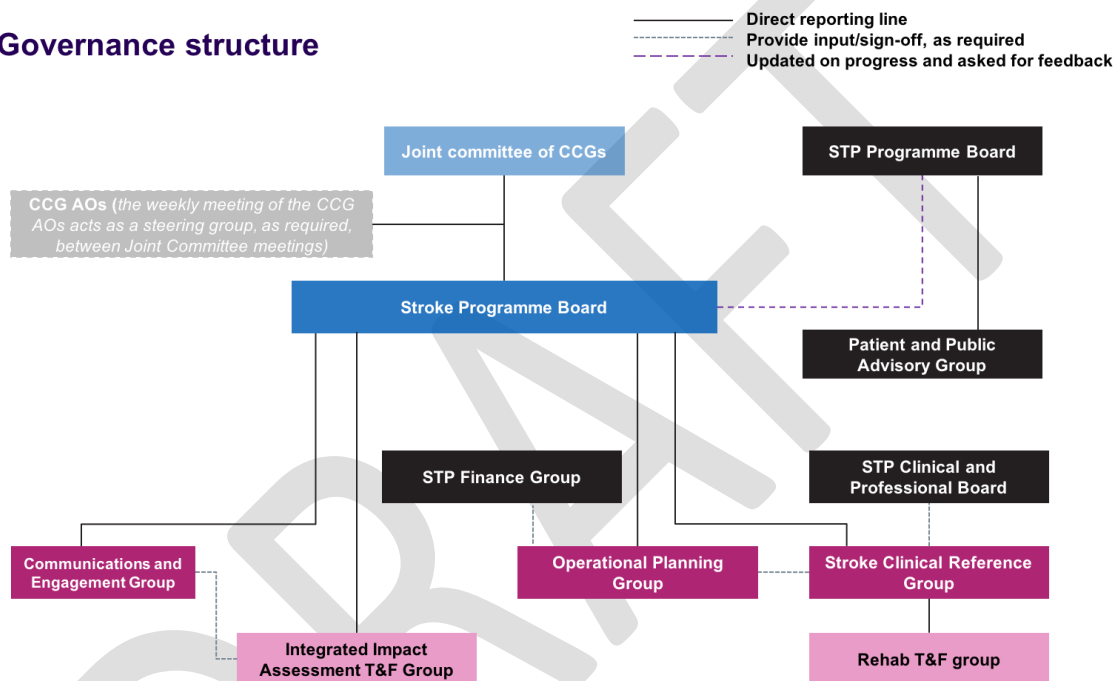 Governance structure
Direct reporting line
Provide input/sign-off, as required
Updated on progress and asked for feedback
Joint committee of CCGs
STP Programme Board
CCG AOs (the weekly meeting of the CCG
AOs acts as a steering group, as required,
between Joint Committee meetings)
Stroke Programme Board
Patient and Public
Advisory Group
STP Finance Group
STP Clinical and
Professional Board
Communications and
Engagement Group
Operational Planning
Group
Stroke Clinical Reference
Group
Integrated Impact
Assessment T&F Group
Rehab T&F group
DRAFT